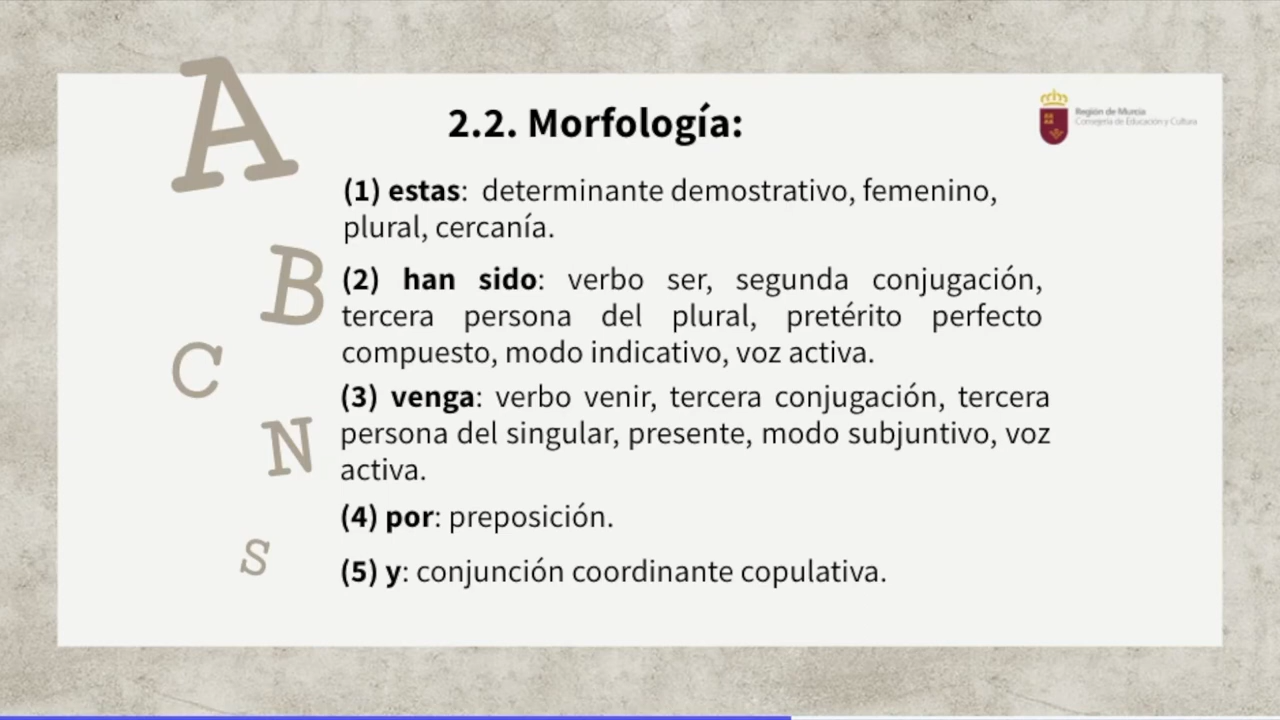 A
2.2. Morfología:
Región de Murcia
Consejería de Educación y Cultura
(1) estas: determinante demostrativo, femenino,
plural, cercanía.
B
(2) han sido: verbo ser, segunda conjugación,
tercera persona del plural, pretérito perfecto
compuesto, modo indicativo, voz activa.
C
(3) venga: verbo venir, tercera conjugación, tercera
persona del singular, presente, modo subjuntivo, voz
activa.
N
(4) por: preposición.
S
(5) y: conjunción coordinante copulativa.